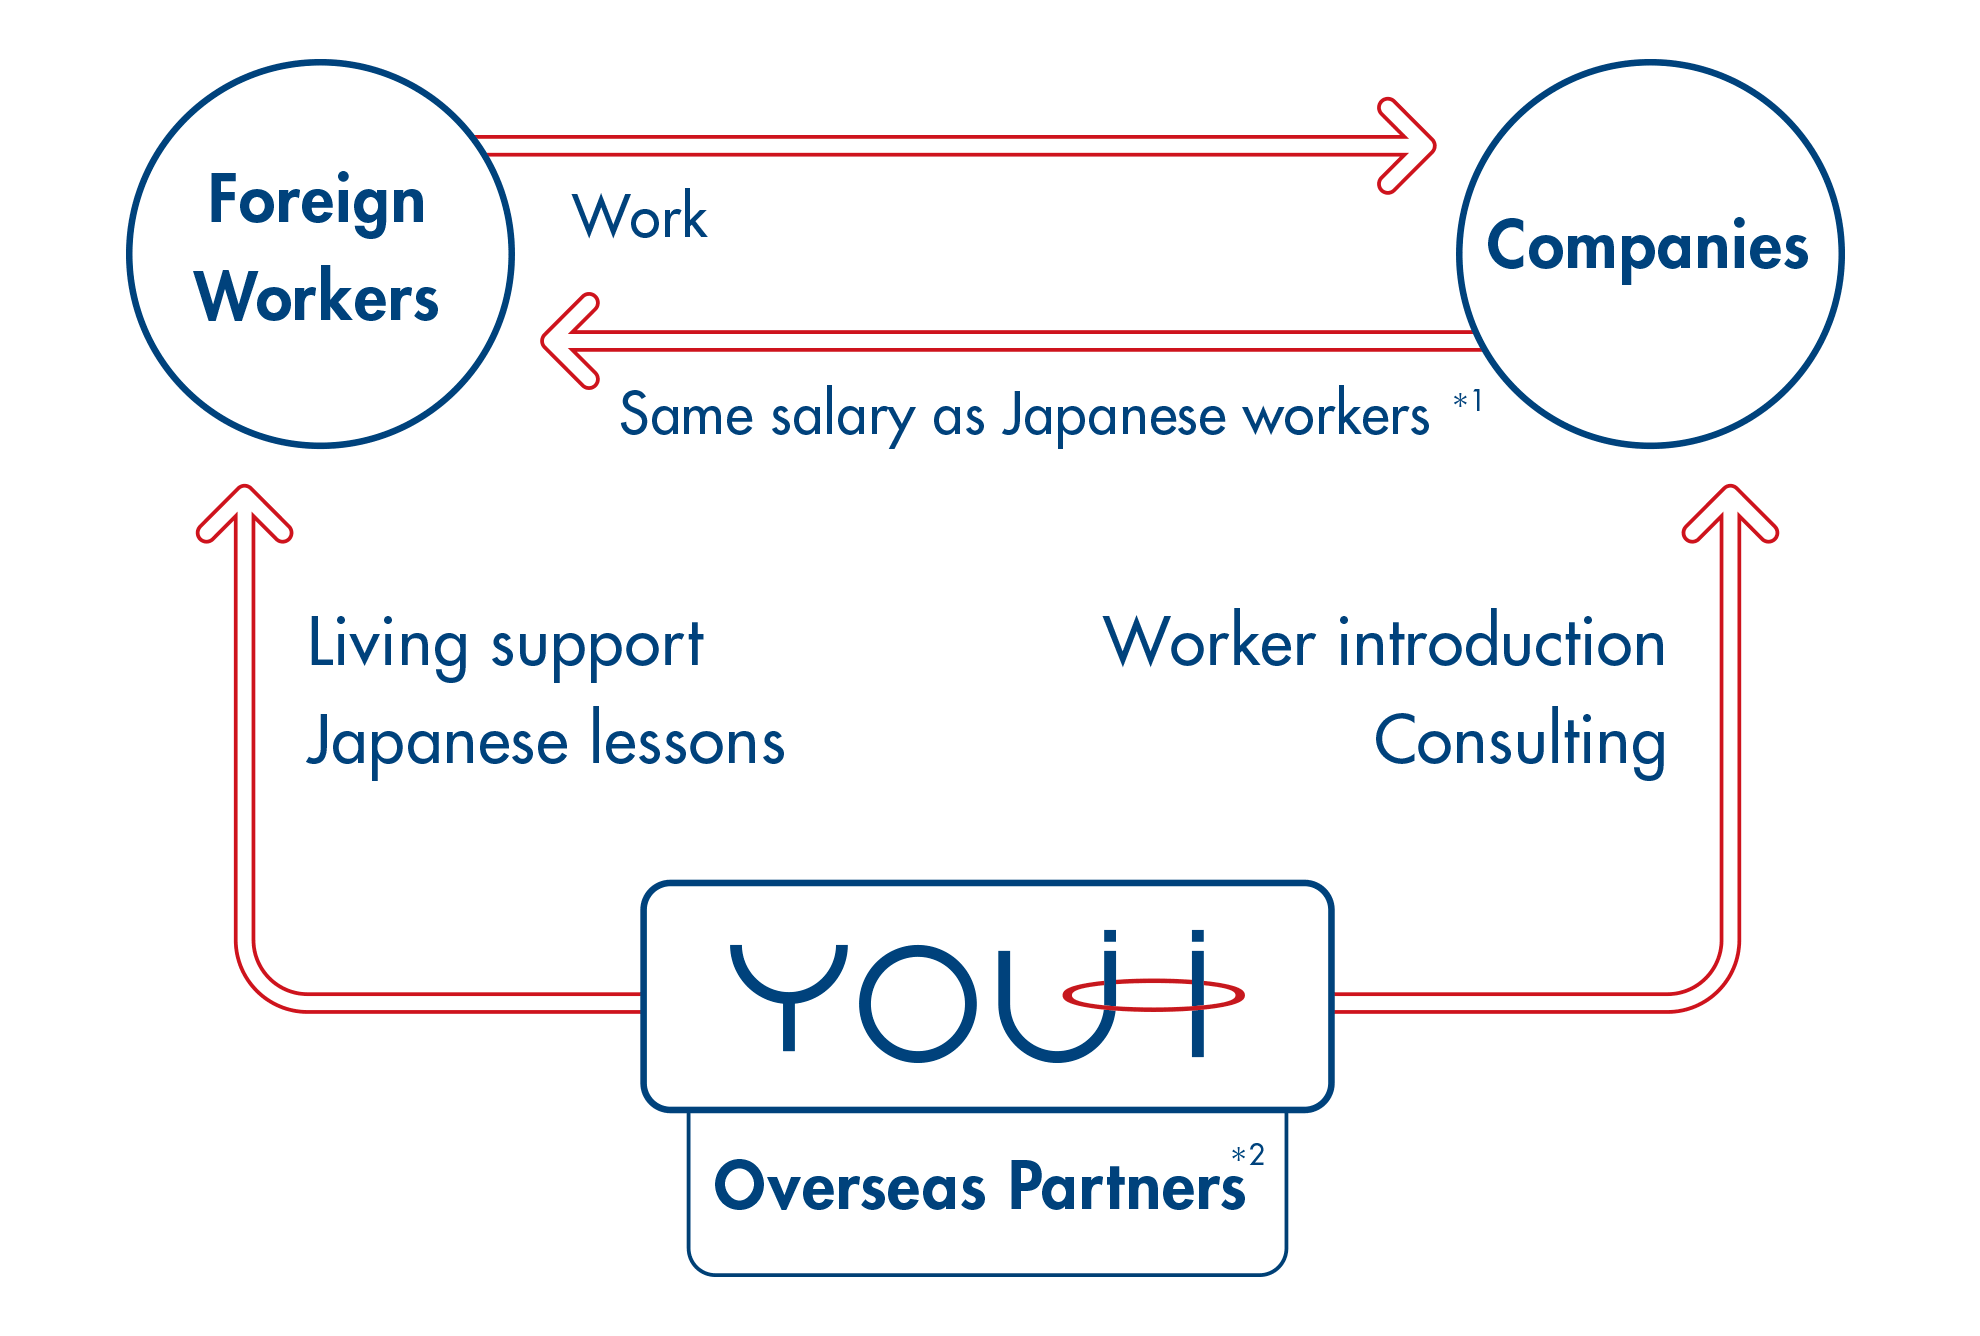 Foreign
Workers
Work
Companies
Same salary as Japanese workers *1
Living support
Japanese lessons
Worker introduction
Consulting
YOUI
Overseas Partners*2